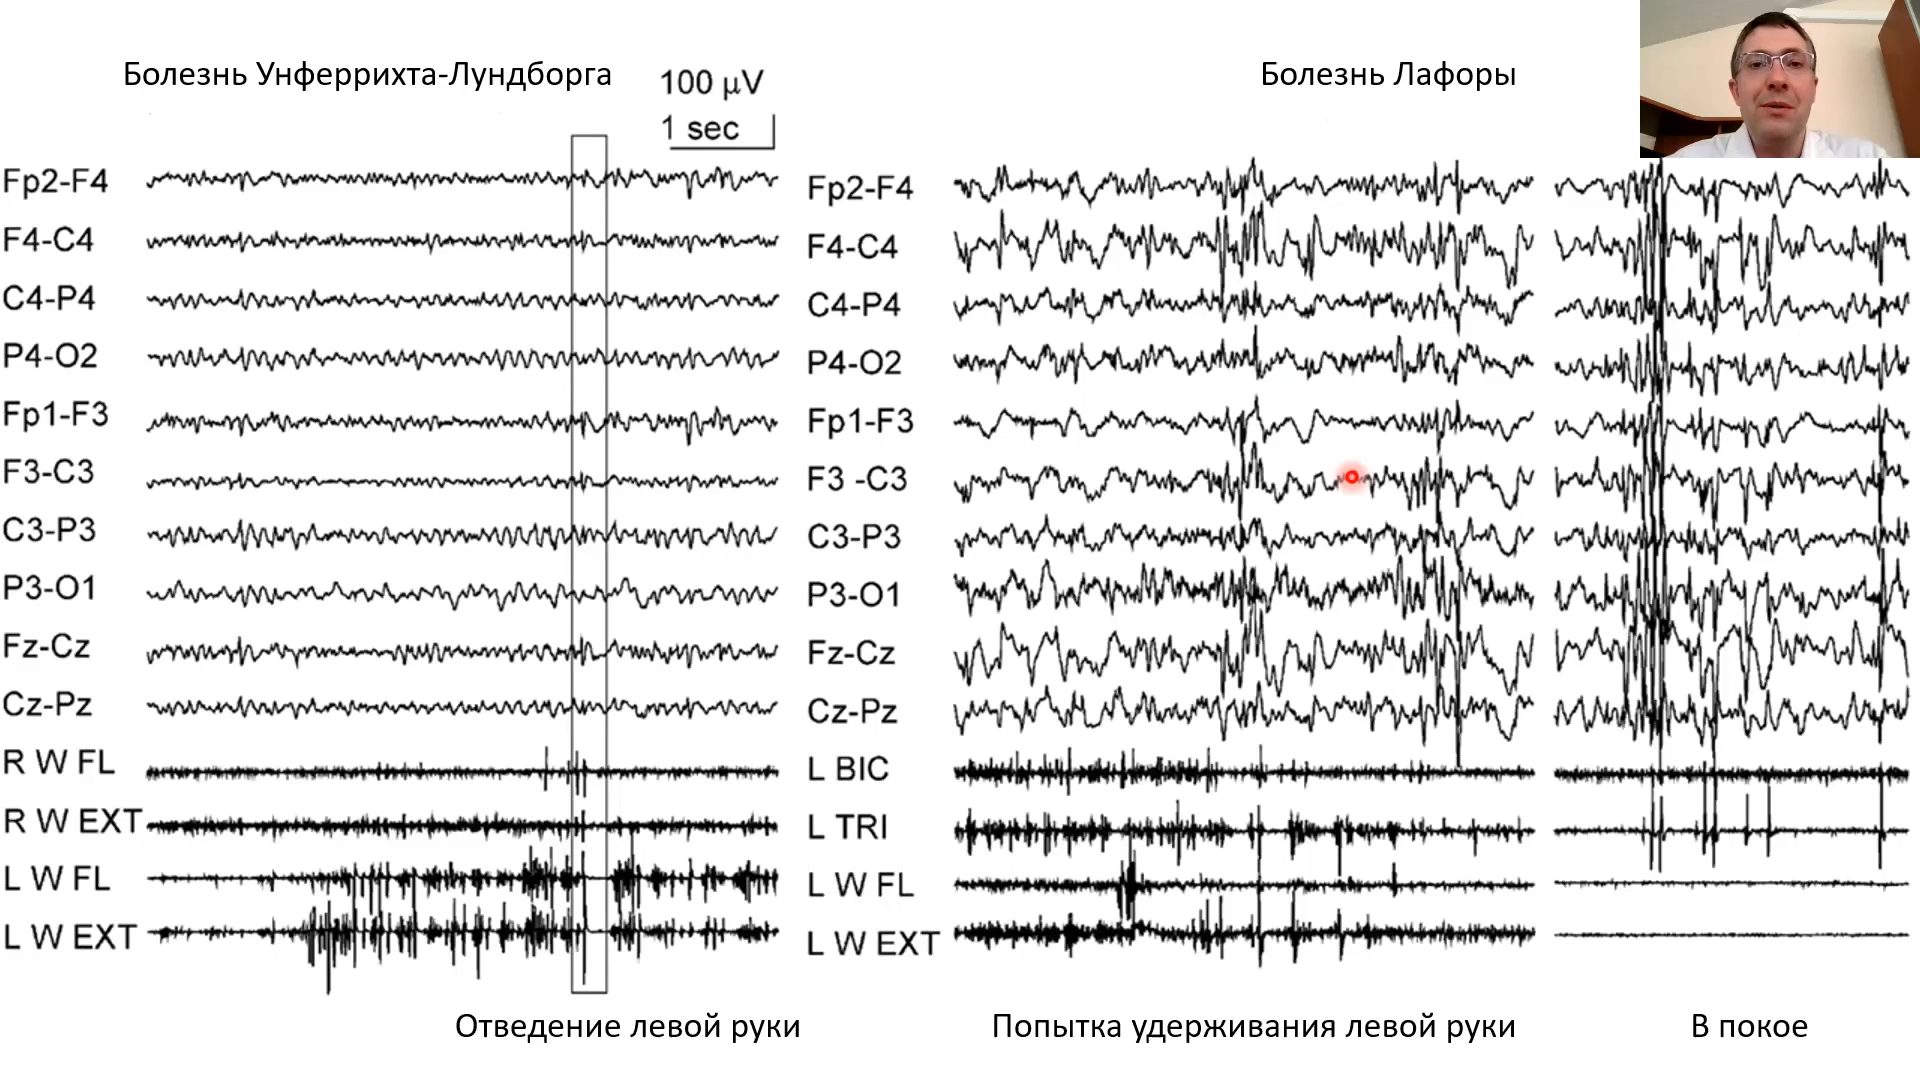 Болезнь Унферрихта-Лундборга
100 μV
1 sec
Болезнь Лафоры
Fp2-F4
F4-C4
C4-P4
P4-O2
Fp1-F3
F3-C3
C3-P3
P3-O1
Fz-Cz
Cz-Pz
R W FL
R W EXT
L W FL
L W EXT
Fp2-F4
F4-C4
C4-P4
P4-O2
Fp1-F3
F3 -C3
C3-P3
P3-O1
Fz-Cz
Cz-Pz
L BIC
L TRI
L W FL
L W EXT
Отведение левой руки
Попытка удерживания левой руки
В покое